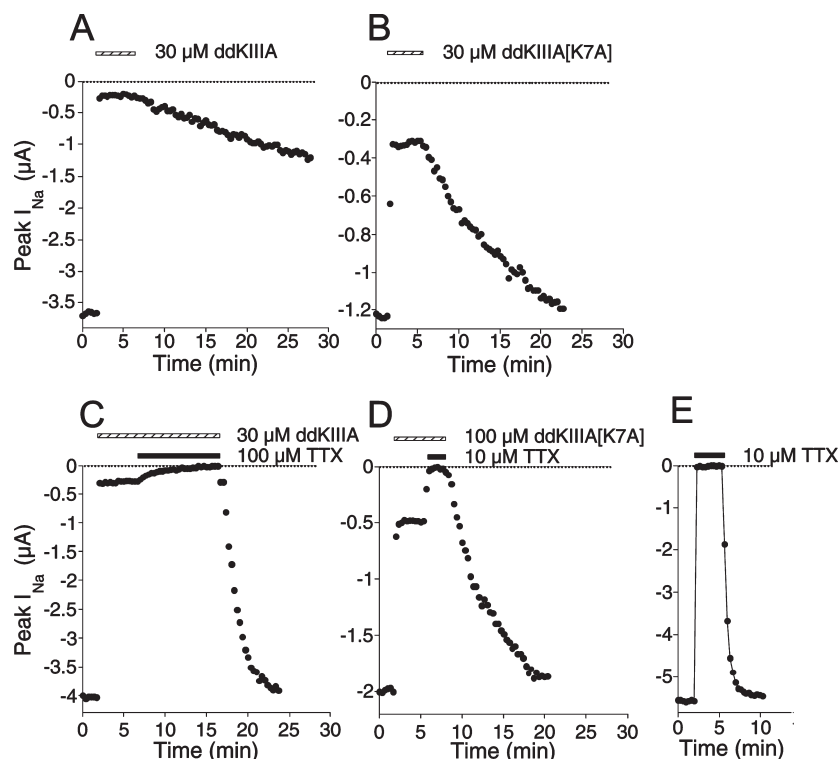 A
30 µM ddKIIIA
0
-0.5
-1
-1.5
-2
-2.5
-3
-3.5
Peak I Na (µA)
0 5 10 15 20 25 30
Time (min)
B
30 µM ddKIIIA[K7A]
0
-0.2
-0.4
-0.6
-0.8
-1
-1.2
0 5 10 15 20 25 30
Time (min)
C
30 µM ddKIIIA
100 µM TTX
0
-0.5
-1
-1.5
-2
-2.5
-3
-3.5
-4
Peak I Na (µA)
0 5 10 15 20 25 30
Time (min)
D
100 µM ddKIIIA[K7A]
10 µM TTX
0
-0.5
-1
-1.5
-2
0 5 10 15 20 25 30
Time (min)
E
10 µM TTX
0
-1
-2
-3
-4
-5
0 5 10
Time (min)